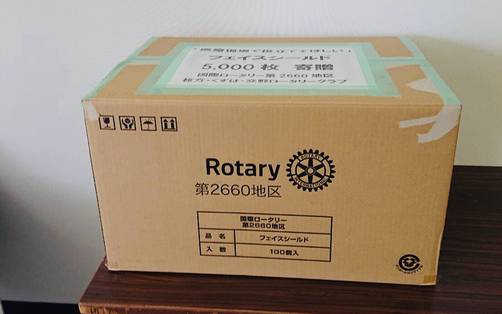 "医療現場で役立ててほしい"
フェイスシールド
5,000枚 寄贈
国際ロータリー第2660地区
枚方・くずは・交野ロータリークラブ
Rotary
第2660地区
国際ロータリー
第2660地区
品名 フェイスシールド
入数 100個入